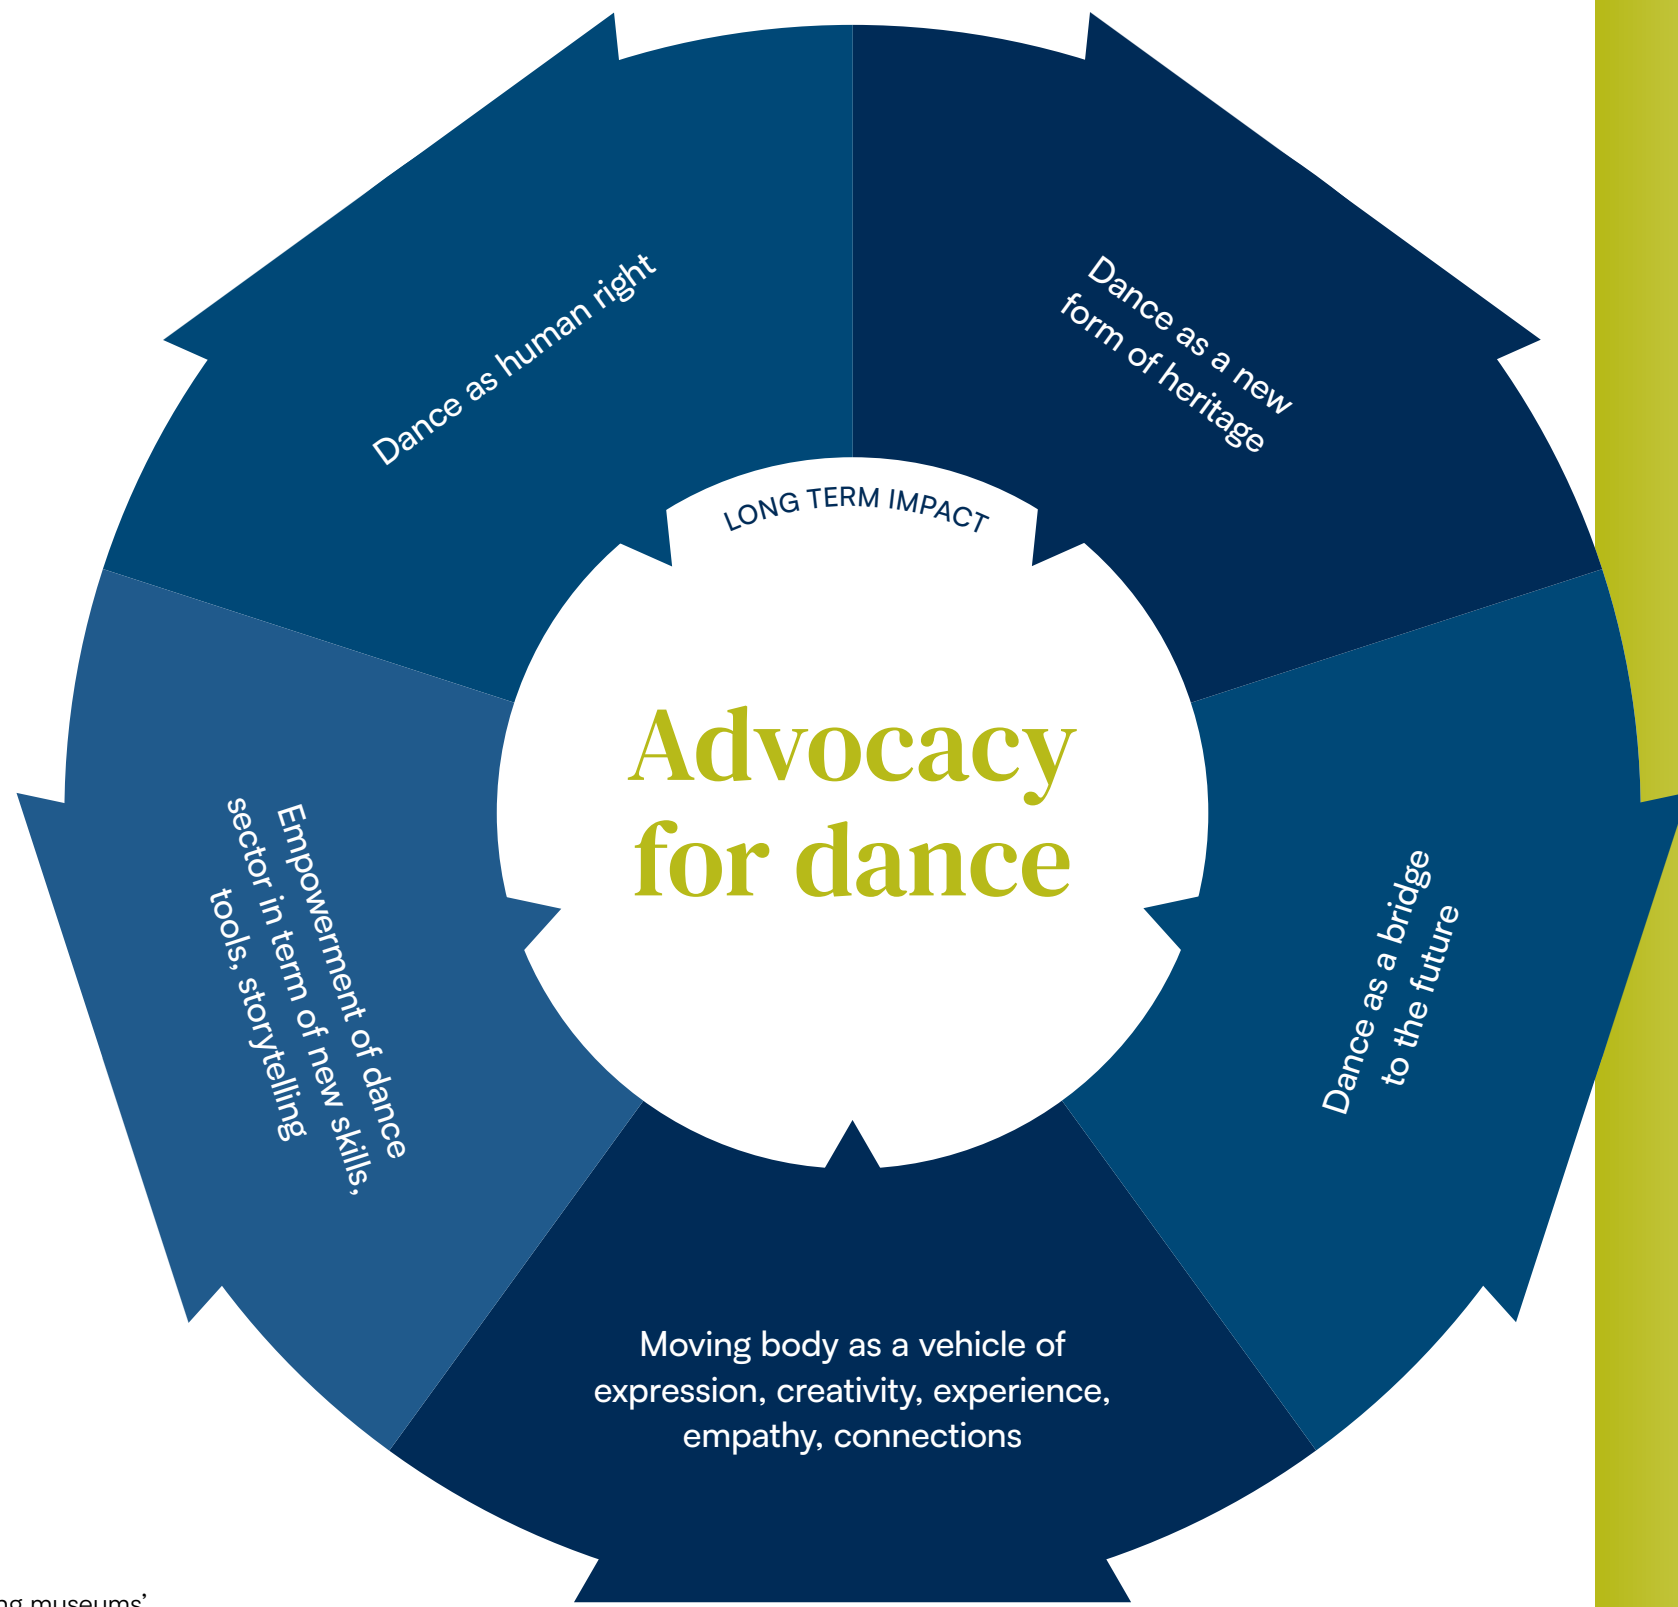 Dance as human right
Dance as a new
form of heritage
LONG TERM IMPACT
Advocacy
for dance
Empowerment of dance
sector in term of new skills,
tools, storytelling
Dance as a bridge
to the future
Moving body as a vehicle of
expression, creativity, experience,
empathy, connections
museums’